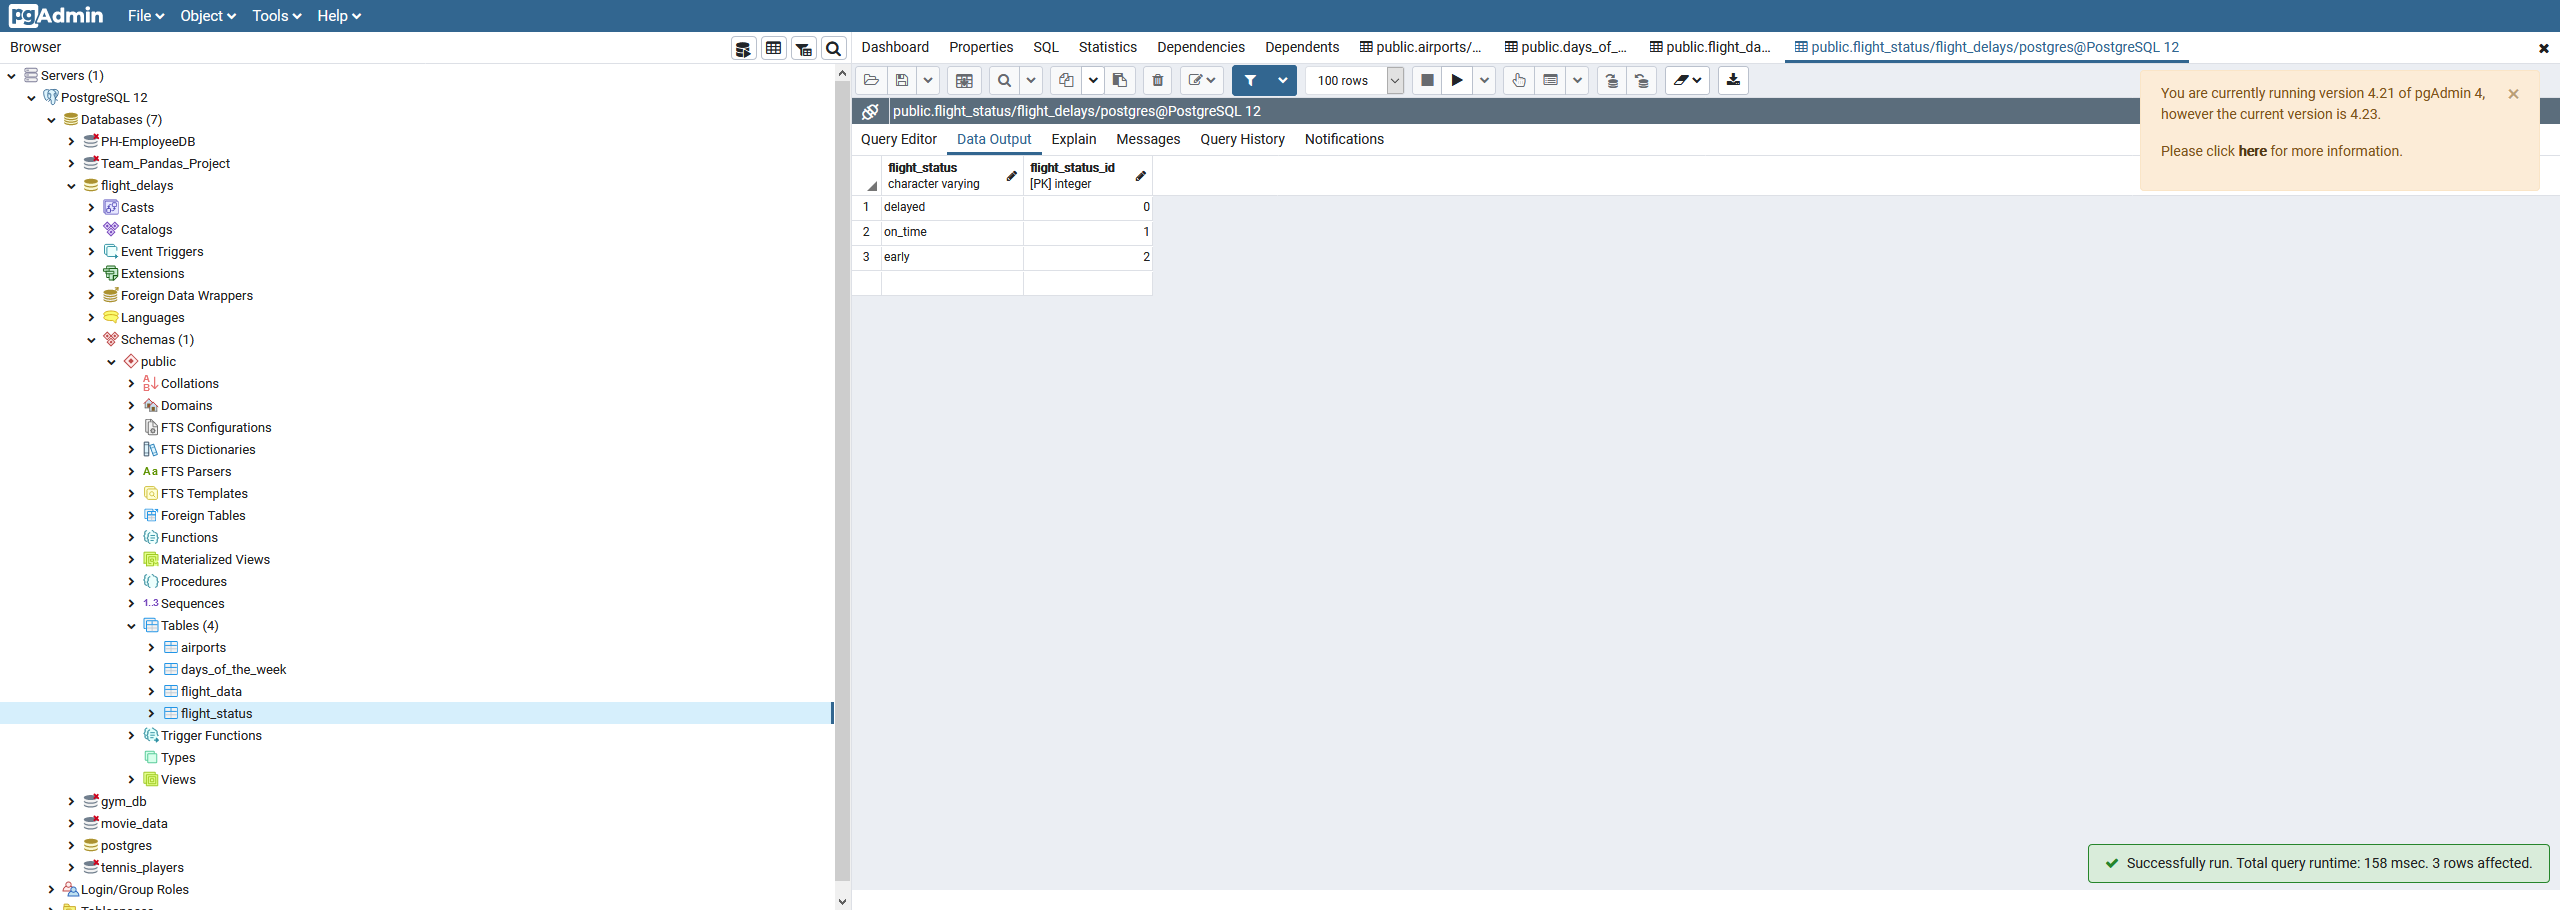 pgAdmin File Object Tools Help
Browser
Dashboard Properties SQL Statistics Dependencies Dependents public.airports/... public.days_of_... public.flight_da... public.flight_status/flight_delays/postgres@PostgreSQL 12
Servers (1)
PostgreSQL 12
Databases (7)
PH-EmployeeDB
Team_Pandas_Project
flight_delays
Casts
Catalogs
Event Triggers
Extensions
Foreign Data Wrappers
Languages
Schemas (1)
public
A
B
Collations
Domains
FTS Configurations
FTS Dictionaries
Aa FTS Parsers
FTS Templates
Foreign Tables
Functions
Materialized Views
Procedures
1..3 Sequences
Tables (4)
airports
days_of_the_week
flight_data
flight_status
Trigger Functions
Types
Views
gym_db
movie_data
postgres
tennis_players
Login/Group Roles
100 rows
public.flight_status/flight_delays/postgres@PostgreSQL 12
Query Editor Data Output Explain Messages Query History Notifications
flight_status flight_status_id
character varying [PK] integer
1 delayed 0
2 on_time 1
3 early 2
You are currently running version 4.21 of pgAdmin 4,
however the current version is 4.23.
Please click here for more information.
Successfully run. Total query runtime: 158 msec. 3 rows affected.